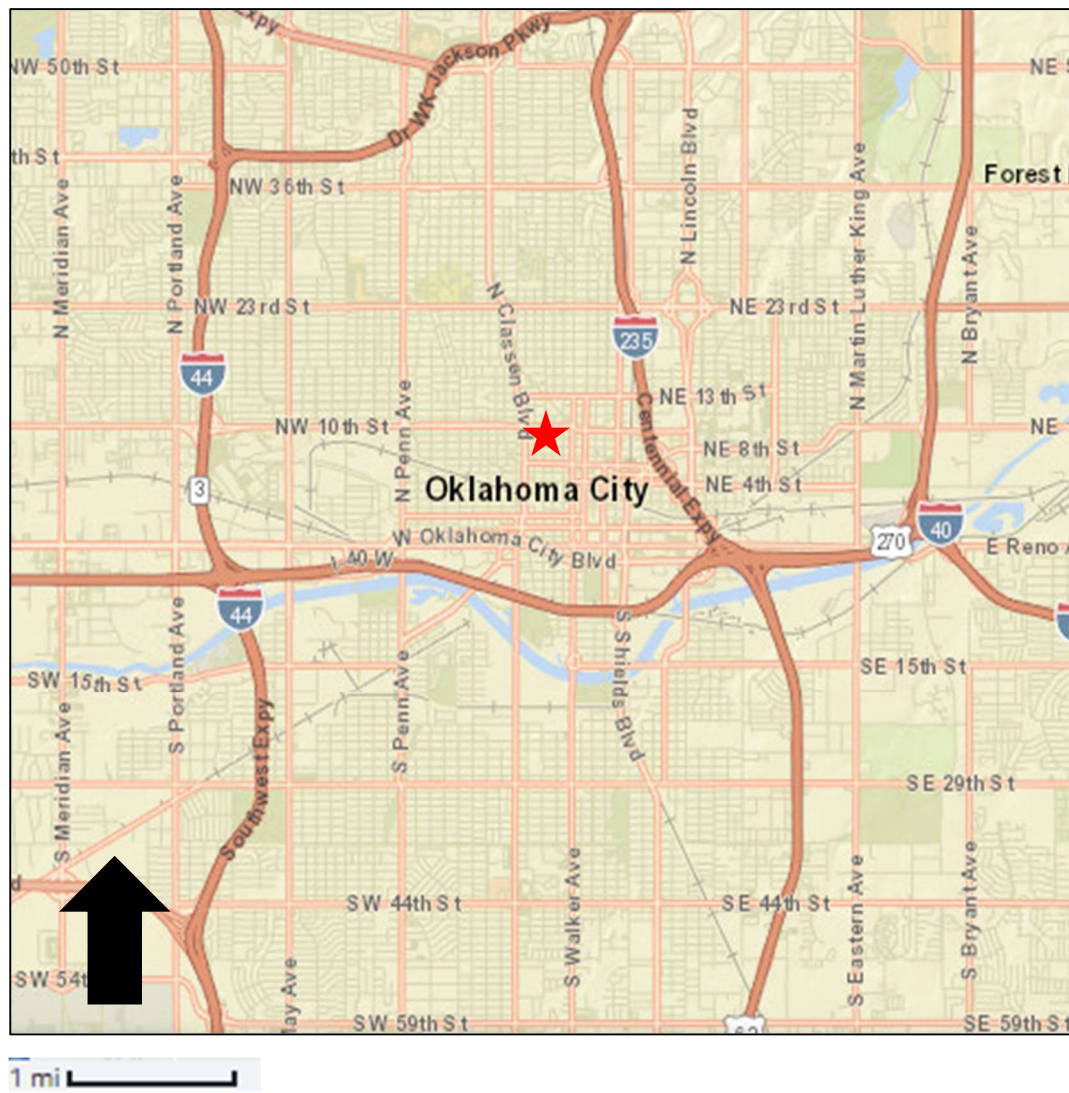 Expy
NW 50th St
NE
Dr WK Jackson Pkwy
th St
NW 36th St
Forest
N Meridian Ave
N Portland Ave
N Lincoln Blvd
N Martin Luther King Ave
N Bryant Ave
NW 23rd St
N Classen Blvd
NE 23rd St
235
44
N Penn Ave
NE 13th St
NW 10th St
Centennial Expy
NE
NE 8th St
3
Oklahoma City
NE 4th St
40
W Oklahoma City Blvd
270
E Reno
I 40 W
44
S Portland Ave
S Shields Blvd
SW 15th St
S Penn Ave
SE 15th St
S Meridian Ave
Southwest Expy
SE 29th St
d
S Walker Ave
S Eastern Ave
S Bryant Ave
SW 44th St
SE 44th St
SW 54t
May Ave
SW 59th St
SE 59th St
1 mi